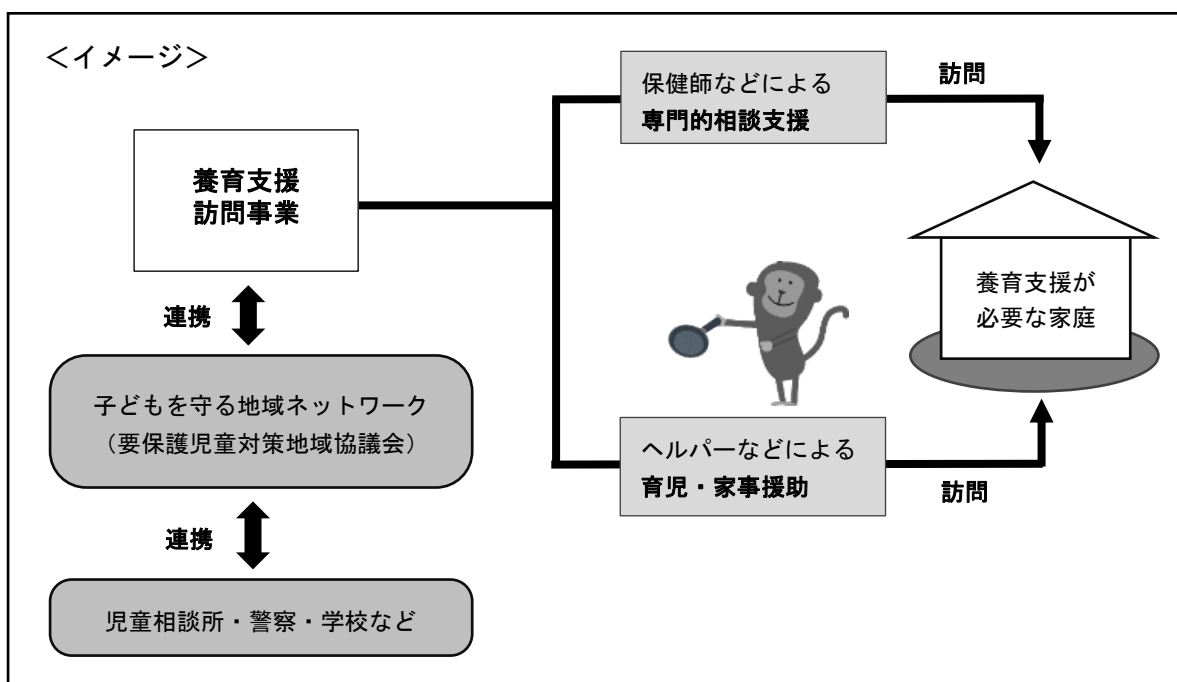 ＜イメージ＞
養育支援
訪問事業
連携
子どもを守る地域ネットワーク
（要保護児童対策地域協議会）
連携
児童相談所・警察・学校など
保健師などによる
専門的相談支援
訪問
ヘルパーなどによる
育児・家事援助
訪問
養育支援が
必要な家庭